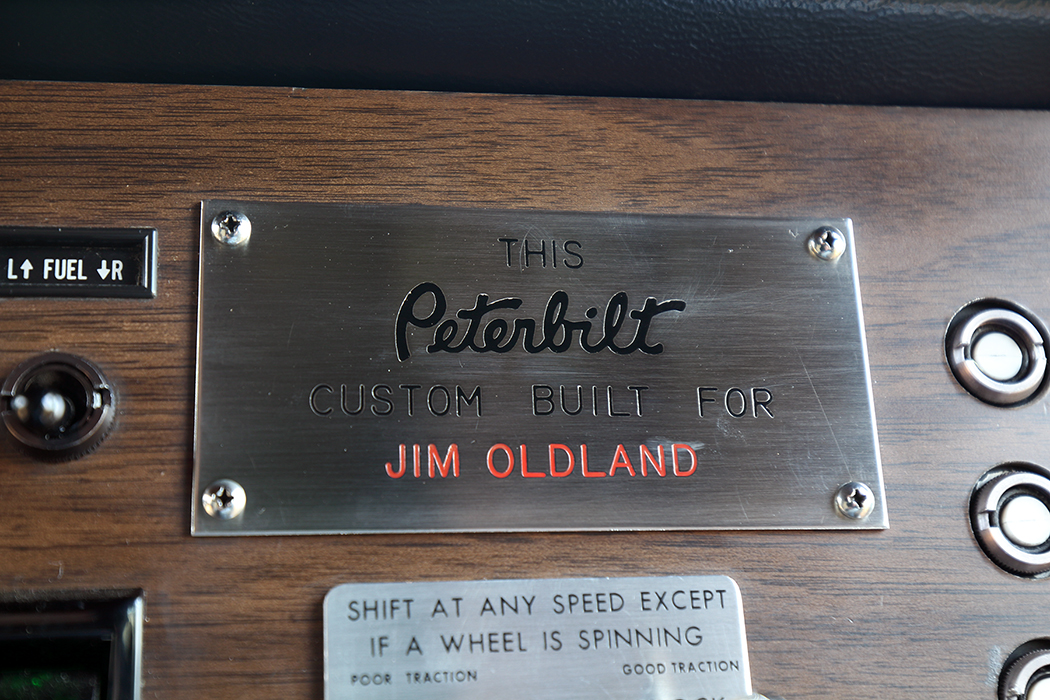 THIS
Peterbilt
CUSTOM BUILT FOR
JIM OLDLAND
L↑ FUEL ↓R
SHIFT AT ANY SPEED EXCEPT
IF A WHEEL IS SPINNING
POOR TRACTION GOOD TRACTION